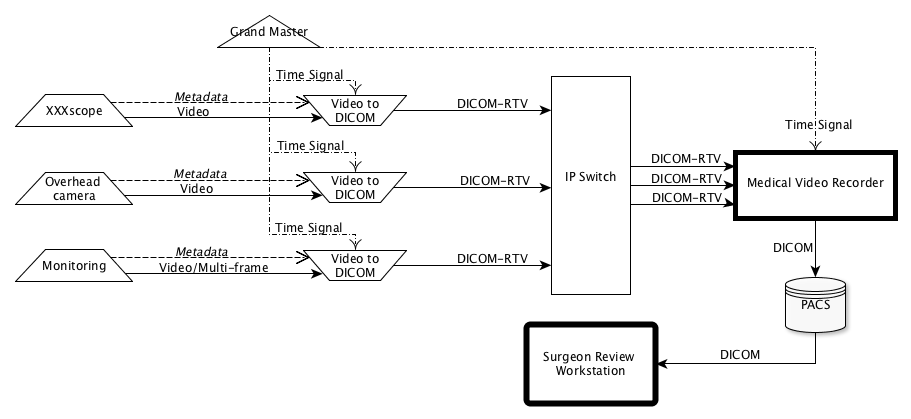 Grand Master
Time Signal
XXXscope
Metadata
Video
Video to
DICOM
DICOM-RTV
Time Signal
Time Signal
Overhead
camera
Metadata
Video
Video to
DICOM
DICOM-RTV
IP Switch
DICOM-RTV
DICOM-RTV
DICOM-RTV
Medical Video Recorder
Time Signal
Monitoring
Metadata
Video/Multi-frame
Video to
DICOM
DICOM-RTV
DICOM
PACS
Surgeon Review
Workstation
DICOM